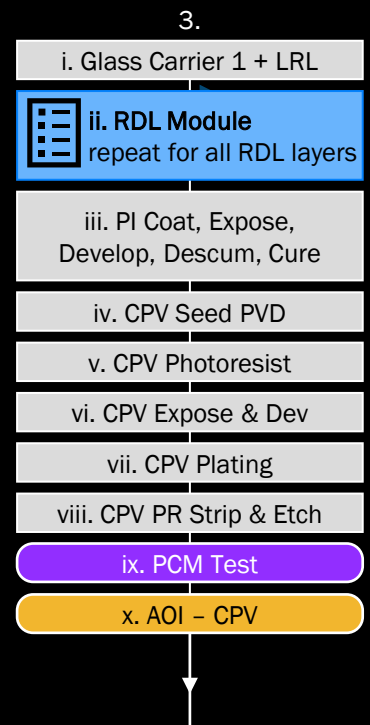 3.
i. Glass Carrier 1 + LRL
ii. RDL Module
repeat for all RDL layers
iii. PI Coat, Expose,
Develop, Descum, Cure
iv. CPV Seed PVD
v. CPV Photoresist
vi. CPV Expose & Dev
vii. CPV Plating
viii. CPV PR Strip & Etch
ix. PCM Test
x. AOI – CPV